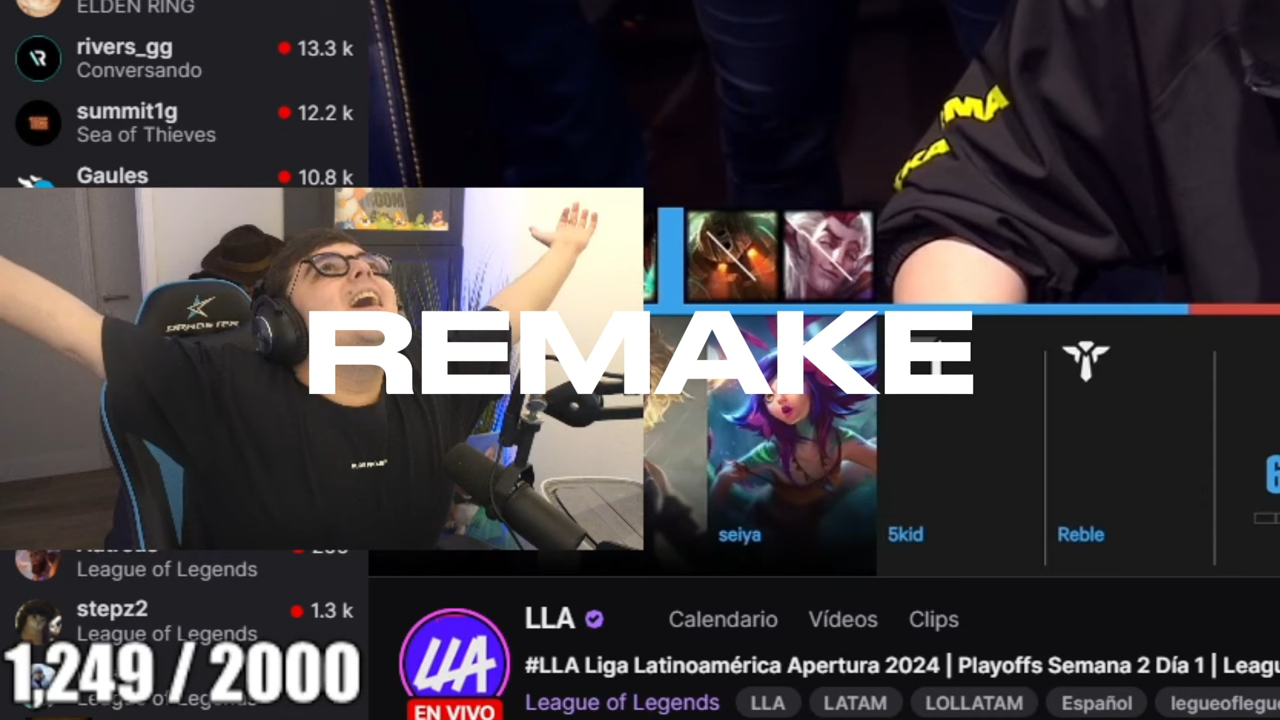 ELDEN RING
rivers_gg
13.3 k
Conversando
summit1g
12.2 k
Sea of Thieves
Gaules
10.8 k
REMAKE
seiya
5kid
Reble
League of Legends
stepz2
1.3 k
League of Legends
1,249 / 2000
LLA
LLA
Calendario
Vídeos
Clips
#LLA Liga Latinoamérica Apertura 2024 | Playoffs Semana 2 Día 1 | Leagu
EN VIVO
League of Legends
LLA
LATAM
LOLLATAM
Español
legueofleg